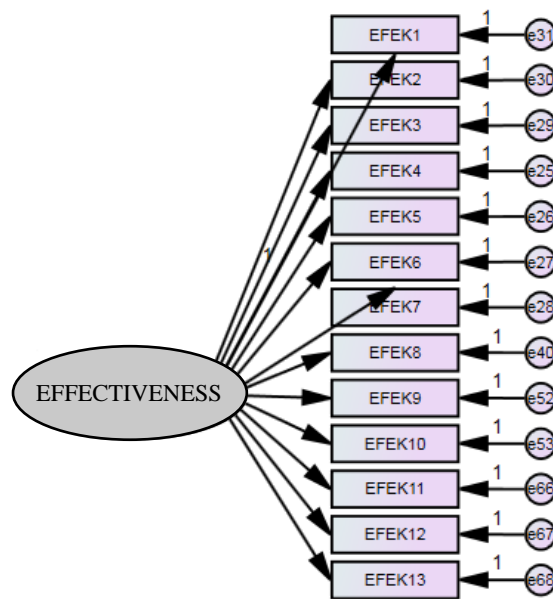 EFEK1 1 e31
EFEK2 1 e30
EFEK3 1 e29
EFEK4 1 e25
EFEK5 1 e26
1
EFEK6 1 e27
EFEK7 1 e28
EFEK8 1 e40
EFFECTIVENESS
EFEK9 1 e52
EFEK10 1 e53
EFEK11 1 e66
EFEK12 1 e67
EFEK13 1 e68